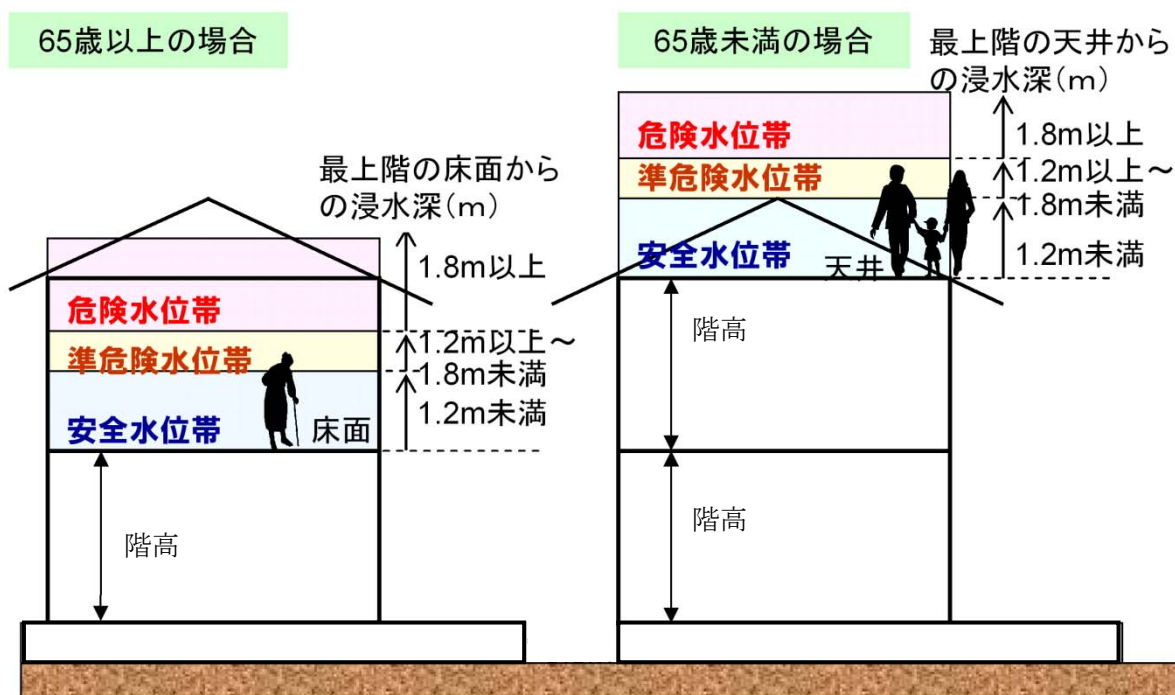 65歳以上の場合
最上階の床面から
の浸水深(m)
1.8m以上
危険水位帯
1.2m以上～
準危険水位帯
1.8m未満
1.2m未満
安全水位帯
床面
階高
65歳未満の場合
最上階の天井から
の浸水深(m)
危険水位帯
1.8m以上
準危険水位帯
1.2m以上～
1.8m未満
安全水位帯
1.2m未満
天井
階高
階高